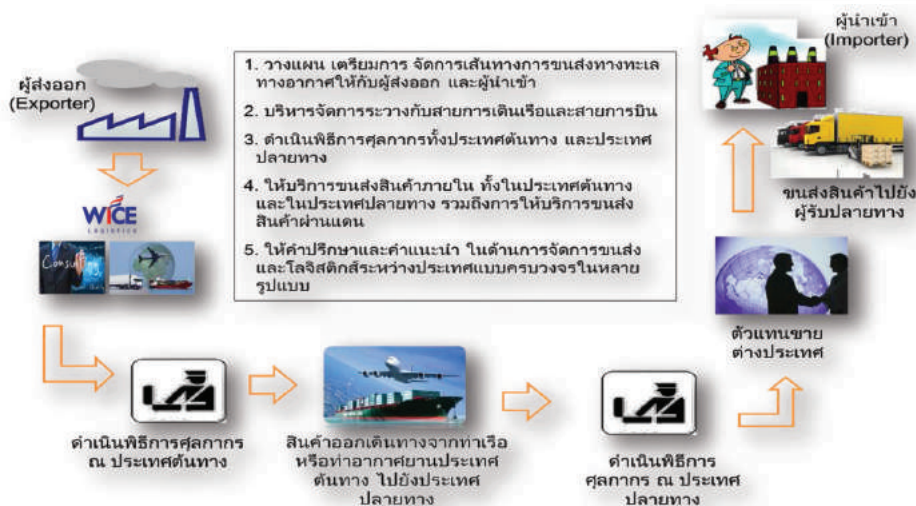 ผู้ส่งออก
(Exporter)
WICE
LOGISTICS
Consulting
1. วางแผน เตรียมการ จัดการเส้นทางการขนส่งทางทะเล
ทางอากาศให้กับผู้ส่งออก และผู้นำเข้า
2. บริหารจัดการระวางกับสายการเดินเรือและสายการบิน
3. ดำเนินพิธีการศุลกากรทั้งประเทศต้นทาง และประเทศ
ปลายทาง
4. ให้บริการขนส่งสินค้าภายใน ทั้งในประเทศต้นทาง
และในประเทศปลายทาง รวมถึงการให้บริการขนส่ง
สินค้าผ่านแดน
5. ให้คำปรึกษาและคำแนะนำ ในด้านการจัดการขนส่ง
และโลจิสติกส์ระหว่างประเทศแบบครบวงจรในหลาย
รูปแบบ
ผู้นำเข้า
(Importer)
ขนส่งสินค้าไปยัง
ผู้รับปลายทาง
ตัวแทนขาย
ต่างประเทศ
ดำเนินพิธีการศุลกากร
ณ ประเทศต้นทาง
สินค้าออกเดินทางจากท่าเรือ
หรือท่าอากาศยานประเทศ
ต้นทาง ไปยังประเทศ
ปลายทาง
ดำเนินพิธีการ
ศุลกากร ณ ประเทศ
ปลายทาง